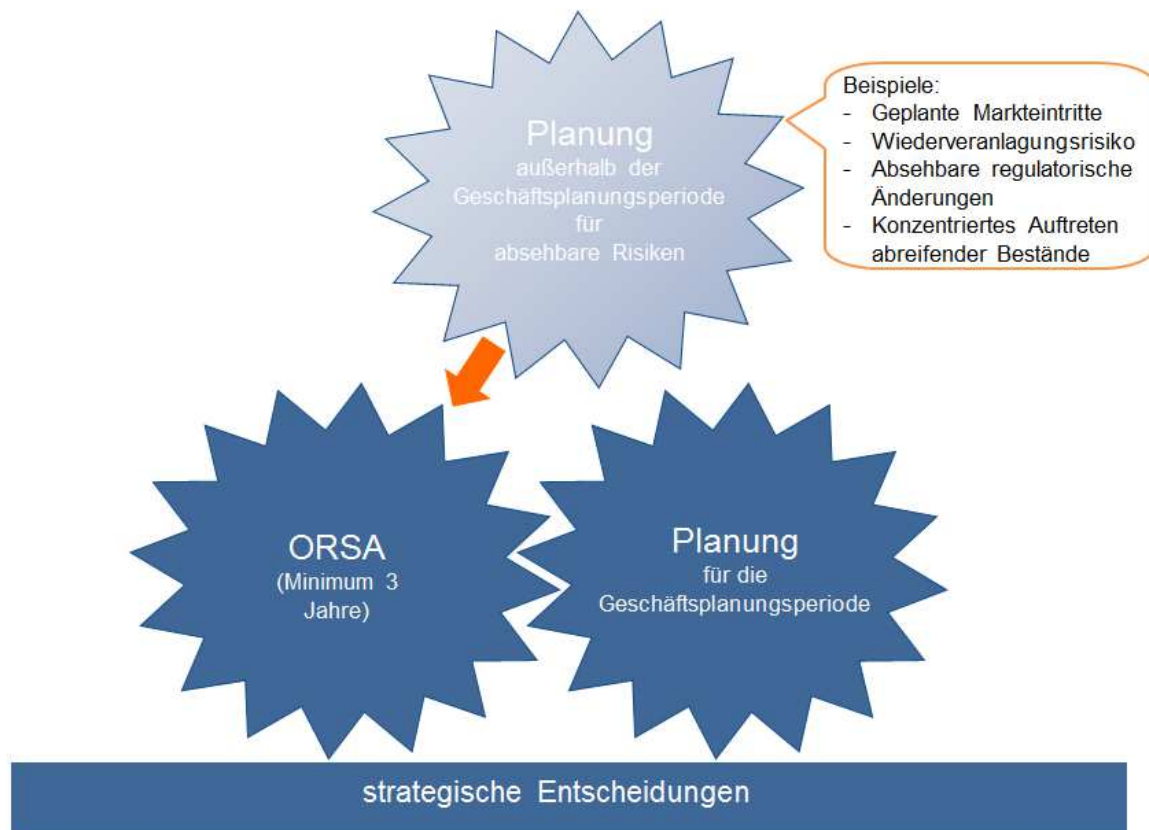 Planung
außerhalb der
Geschäftsplanungsperiode
für
absehbare Risiken
Beispiele:
- Geplante Markteintritte
- Wiederveranlagungsrisiko
- Absehbare regulatorische
Änderungen
- Konzentriertes Auftreten
abreifender Bestände
ORSA
(Minimum 3
Jahre)
Planung
für die
Geschäftsplanungsperiode
strategische Entscheidungen